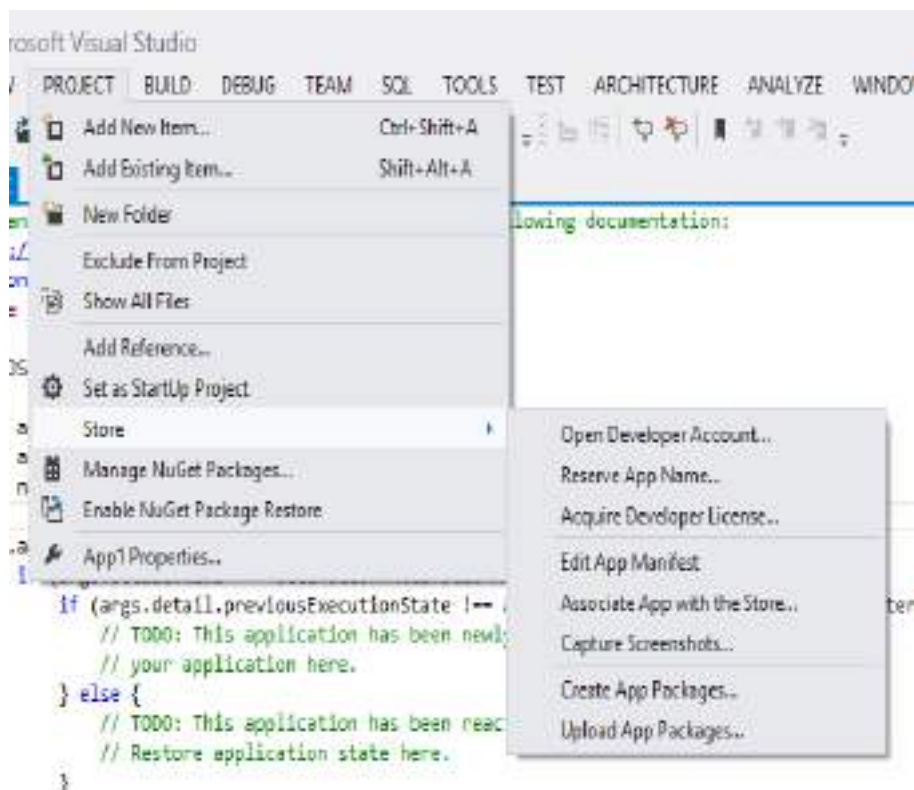 rosoft Visual Studio
PROJECT BUILD DEBUG TEAM SQL TOOLS TEST ARCHITECTURE ANALYZE WINDOW
Add New Item... Ctrl+Shift+A
Add Existing Item... Shift+Alt+A
New Folder
lowing documentation:
Exclude From Project
Show All Files
Add Reference...
Set as StartUp Project
Store
Open Developer Account...
Reserve App Name...
Acquire Developer License...
Edit App Manifest
Associate App with the Store...
Capture Screenshots...
Create App Packages...
Upload App Packages...
Manage NuGet Packages...
Enable NuGet Package Restore
App1 Properties...
if (args.detail.previousExecutionState !==
// TODO: This application has been newly
// your application here.
} else {
// TODO: This application has been reac
// Restore application state here.
}